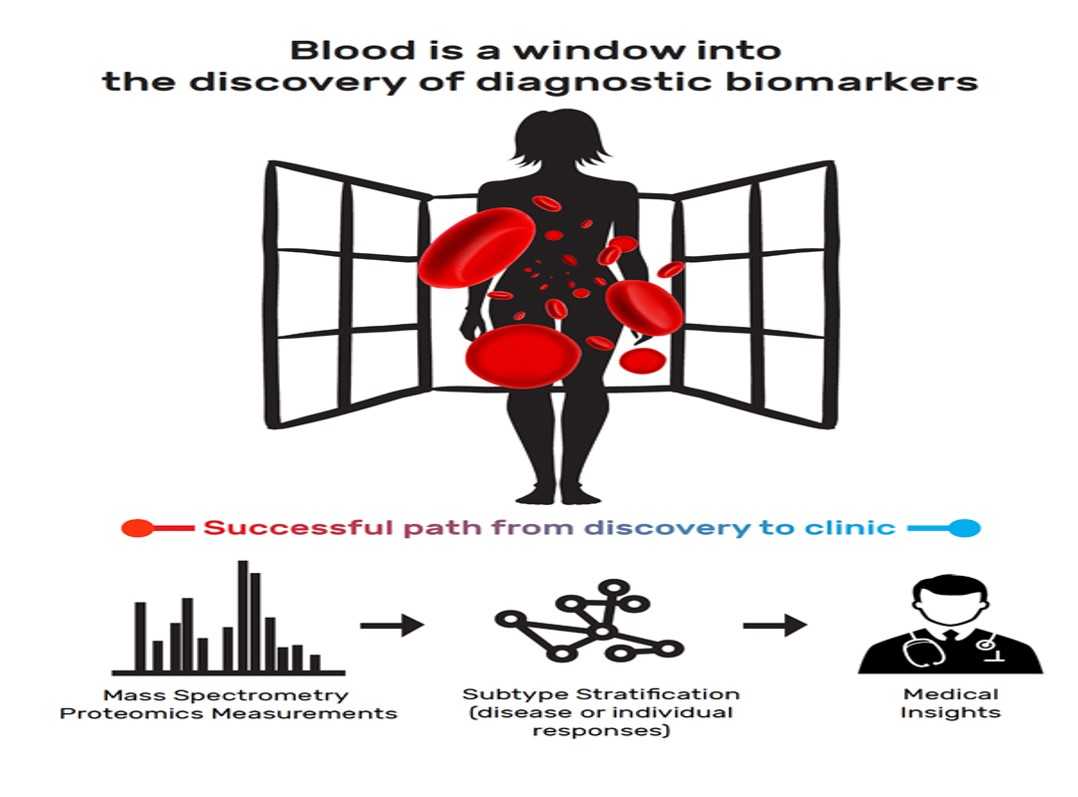 Blood is a window into
the discovery of diagnostic biomarkers
Successful path from discovery to clinic
Mass Spectrometry
Proteomics Measurements
Subtype Stratification
(disease or individual
responses)
Medical
Insights